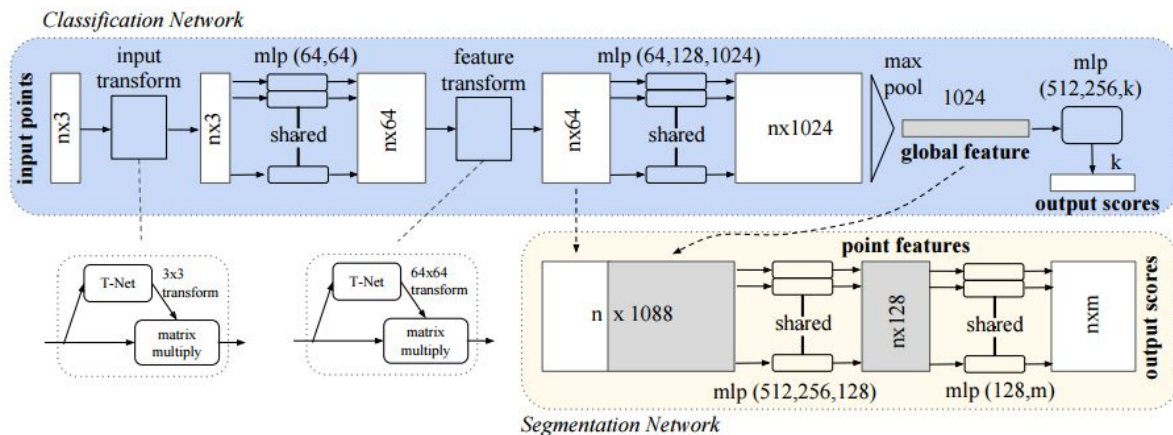 Classification Network
input points
nx3
input
transform
nx3
mlp (64,64)
shared
nx64
feature
transform
nx64
mlp (64,128,1024)
shared
nx1024
max
pool
1024
global feature
mlp
(512,256,k)
k
output scores
T-Net
3x3
transform
matrix
multiply
T-Net
64x64
transform
matrix
multiply
point features
n x 1088
shared
mlp (512,256,128)
nx128
shared
mlp (128,m)
nxm
output scores
Segmentation Network